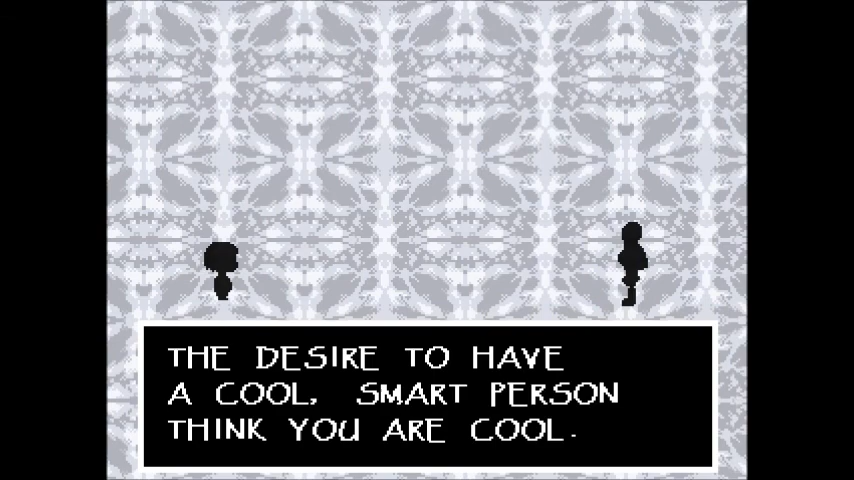 THE DESIRE TO HAVE
A COOL, SMART PERSON
THINK YOU ARE COOL.